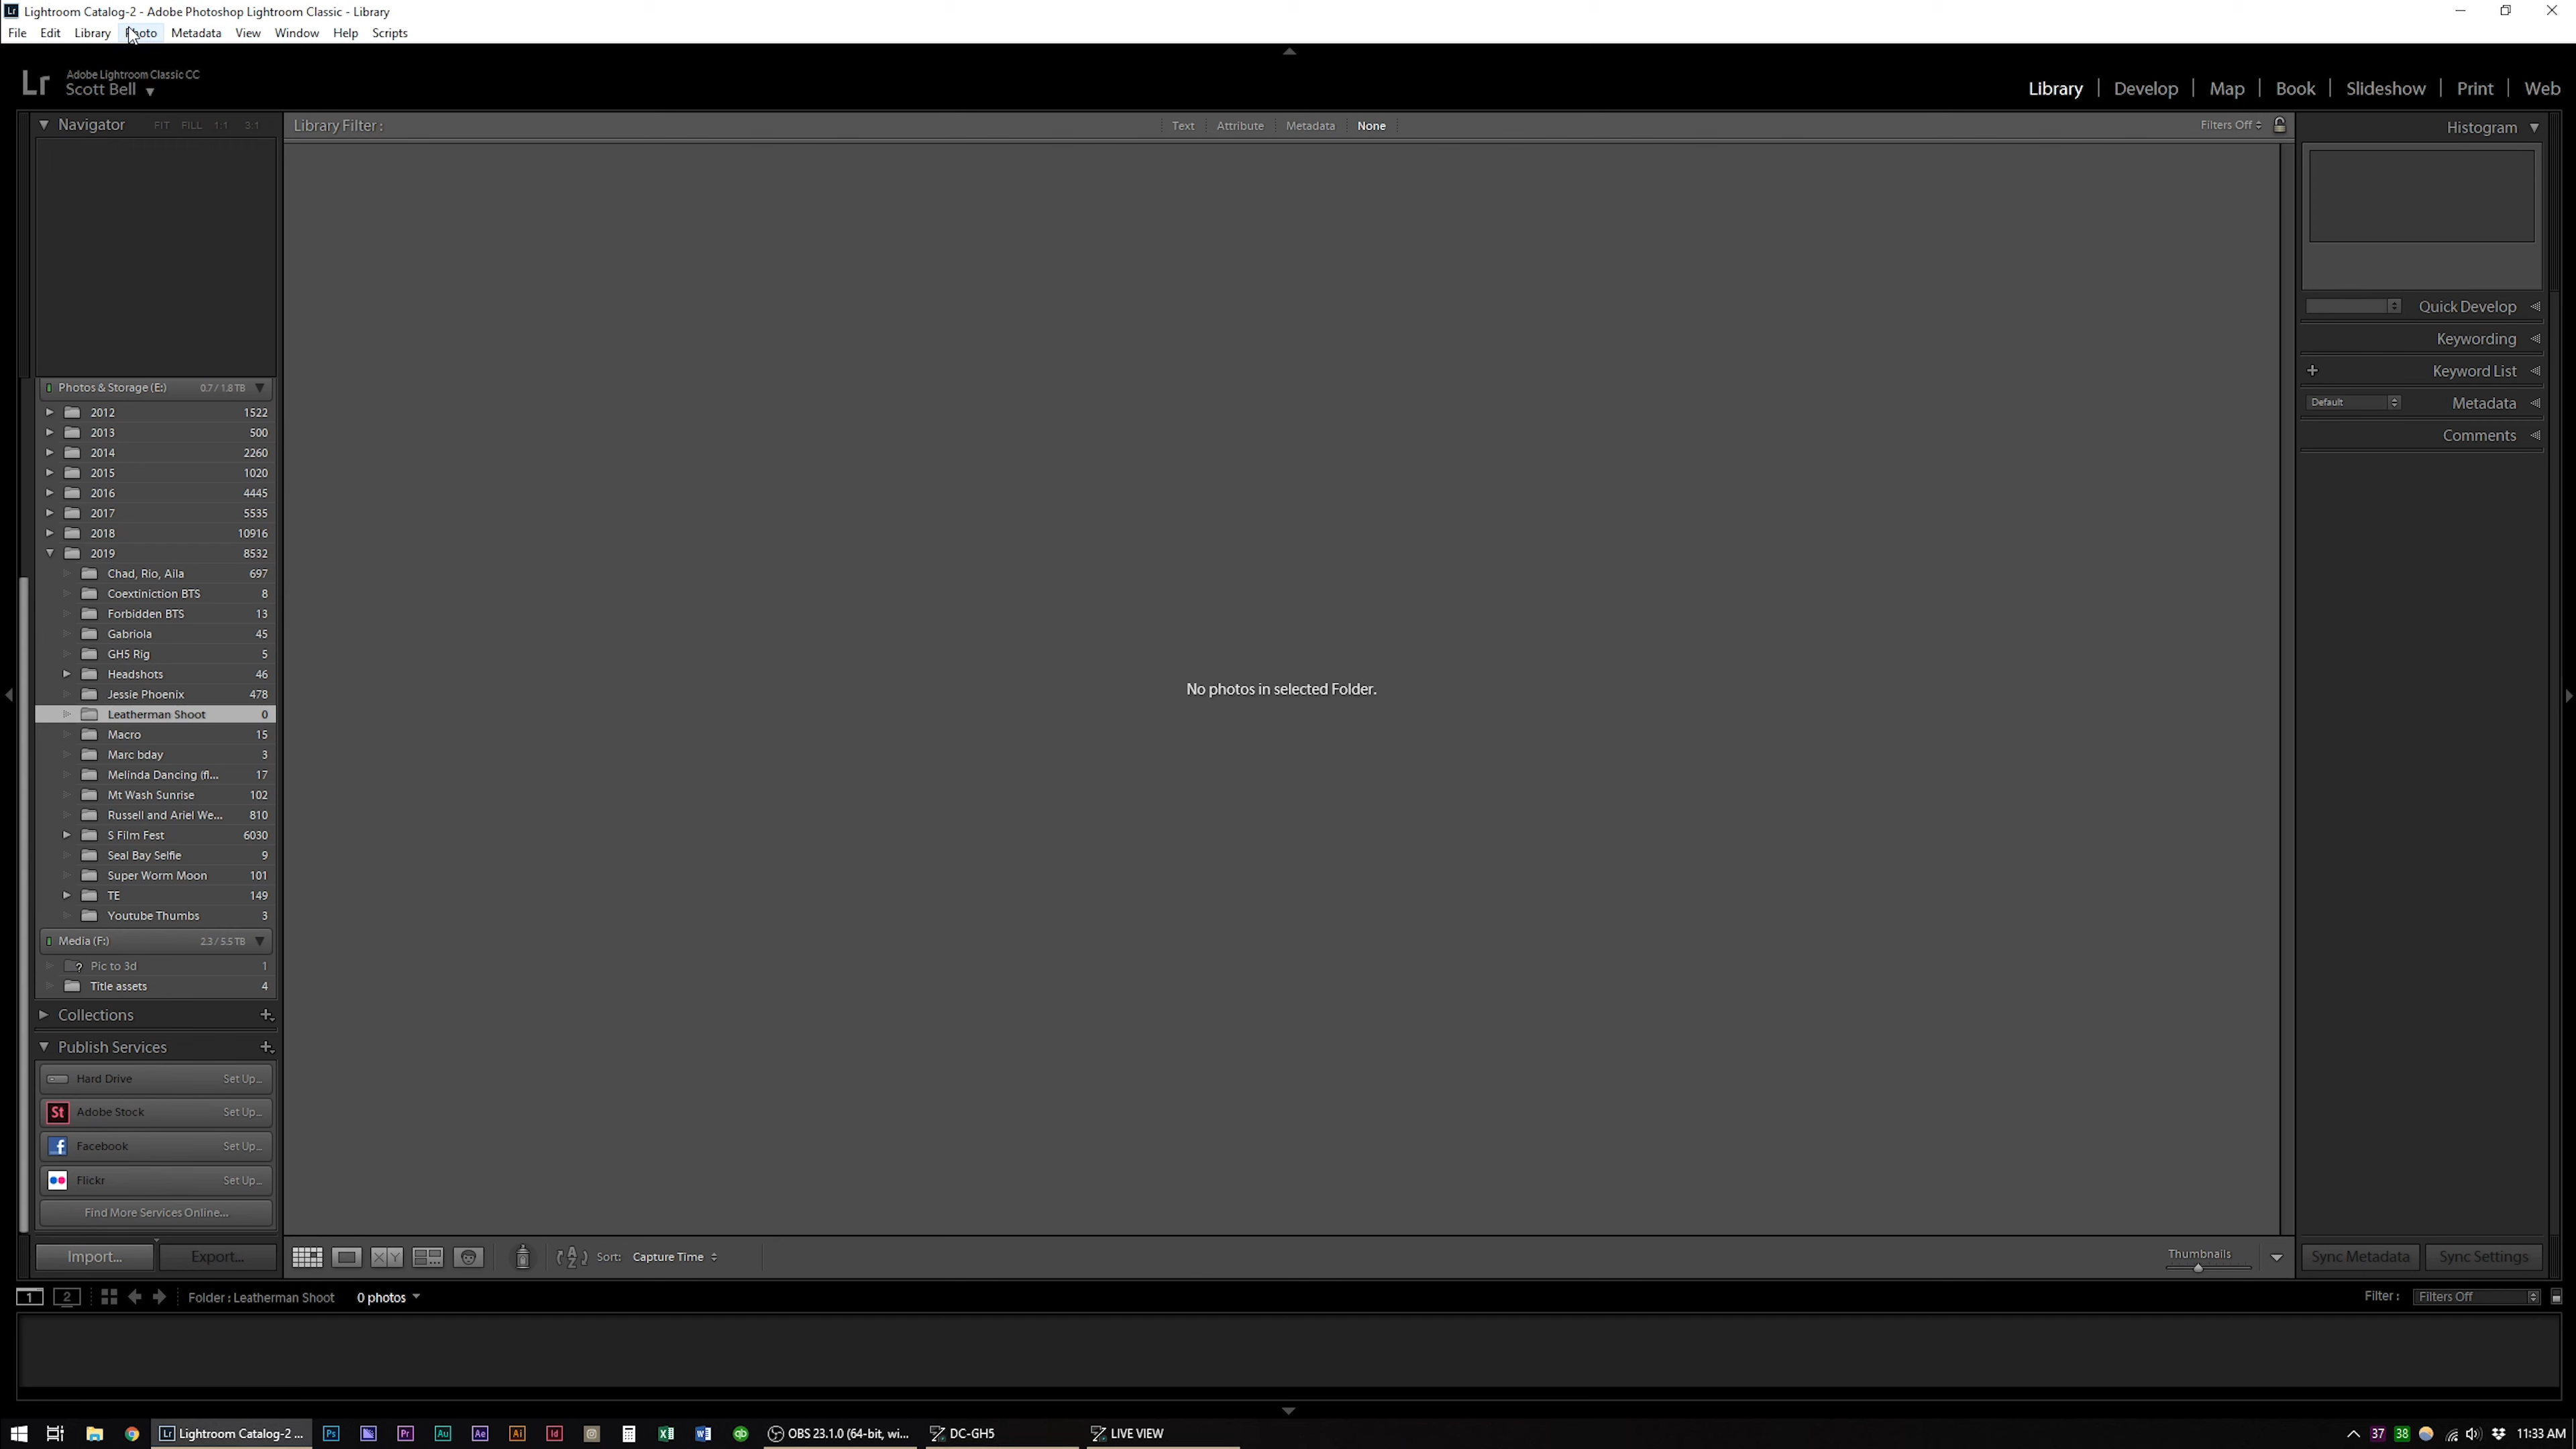 Lightroom Catalog-2 - Adobe Photoshop Lightroom Classic - Library
File Edit Library Photo Metadata View Window Help Scripts
Lr Adobe Lightroom Classic CC
Scott Bell
Library Develop Map Book Slideshow Print Web
Navigator FIT FILL 1:1 3:1
Library Filter : Text Attribute Metadata None Filters Off
Histogram
Quick Develop
Keywording
Keyword List
Default Metadata
Comments
Photos & Storage (E:) 0.7 / 1.8 TB
2012 1522
2013 500
2014 2260
2015 1020
2016 4445
2017 5535
2018 10916
2019 8532
Chad, Rio, Aila 697
Coextiniction BTS 8
Forbidden BTS 13
Gabriola 45
GH5 Rig 5
Headshots 46
Jessie Phoenix 478
Leatherman Shoot 0
Macro 15
Marc bday 3
Melinda Dancing (fl... 17
Mt Wash Sunrise 102
Russell and Ariel We... 810
S Film Fest 6030
Seal Bay Selfie 9
Super Worm Moon 101
TE 149
Youtube Thumbs 3
Media (F:) 2.3 / 5.5 TB
Pic to 3d 1
Title assets 4
No photos in selected Folder.
Collections
Publish Services
Hard Drive Set Up...
St Adobe Stock Set Up...
Facebook Set Up...
Flickr Set Up...
Find More Services Online...
Import... Export... Sort: Capture Time Thumbnails Sync Metadata Sync Settings
1 2 Folder : Leatherman Shoot 0 photos Filter : Filters Off
Lightroom Catalog-2 ... Ps Pr Au Ae Ai Id OBS 23.1.0 (64-bit, wi... DC-GH5 LIVE VIEW 37 38 11:33 AM